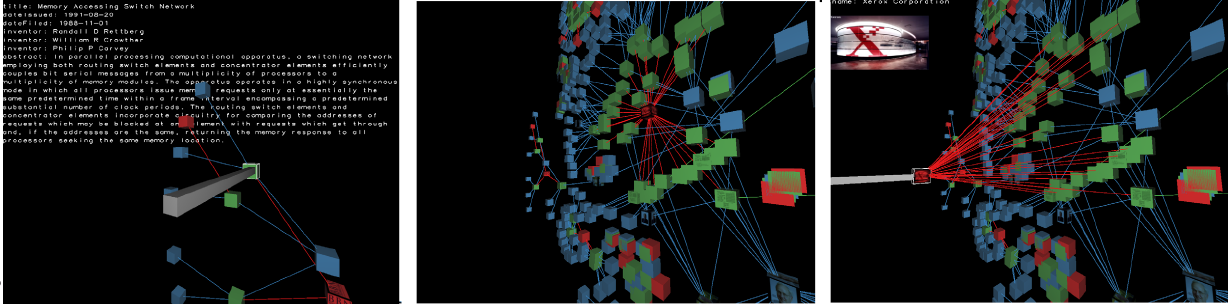 title: Memory Accessing Switch Network
dateIssued: 1991-08-20
dateFiled: 1988-11-01
inventor: Randall D Rettberg
inventor: William R Crowther
inventor: Philip P Carvey
abstract: In parallel processing computational apparatus, a switching network
employing both routing switch elements and concentrator elements efficiently
couples bit serial messages from a multiplicity of processors to a
multiplicity of memory modules. The apparatus operates in a highly synchronous
mode in which all processors issue memory requests only at essentially the
same predetermined time within a frame interval encompassing a predetermined
substantial number of clock periods. The routing switch elements and
concentrator elements incorporate circuitry for comparing the addresses of
requests which may be blocked at an element with requests which get through
and, if the addresses are the same, returning the memory response to all
processors seeking the same memory location.
name: Xerox Corporation